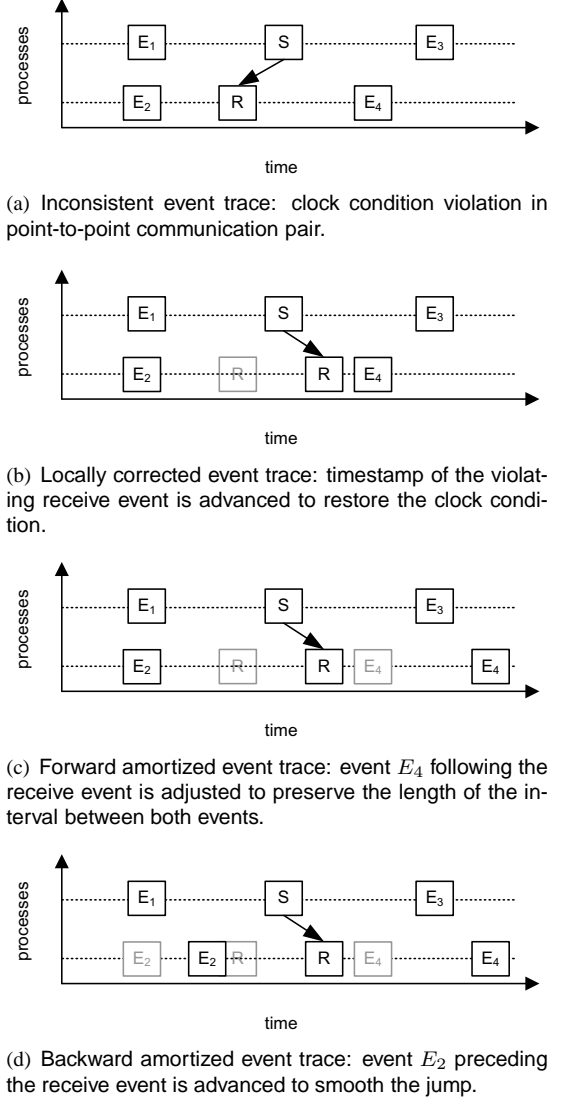 processes
E₁ S E₃
E₂ R E₄
time
(a) Inconsistent event trace: clock condition violation in
point-to-point communication pair.
processes
E₁ S E₃
E₂ R R E₄
time
(b) Locally corrected event trace: timestamp of the violat-
ing receive event is advanced to restore the clock condi-
tion.
processes
E₁ S E₃
E₂ R R E₄ E₄
time
(c) Forward amortized event trace: event E₄ following the
receive event is adjusted to preserve the length of the in-
terval between both events.
processes
E₁ S E₃
E₂ E₂ R R E₄ E₄
time
(d) Backward amortized event trace: event E₂ preceding
the receive event is advanced to smooth the jump.